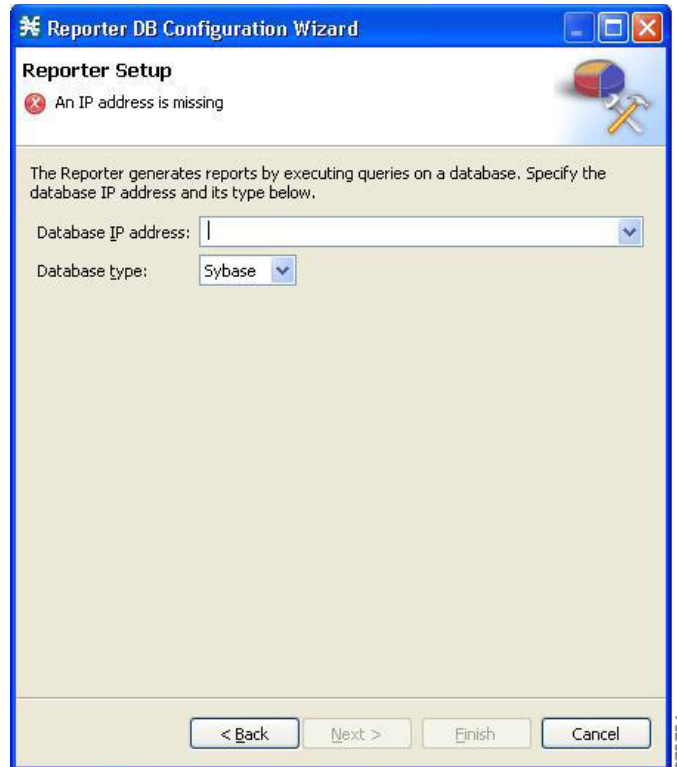 Reporter DB Configuration Wizard
Reporter Setup
An IP address is missing
The Reporter generates reports by executing queries on a database. Specify the
database IP address and its type below.
Database IP address:
Database type: Sybase
< Back Next > Finish Cancel